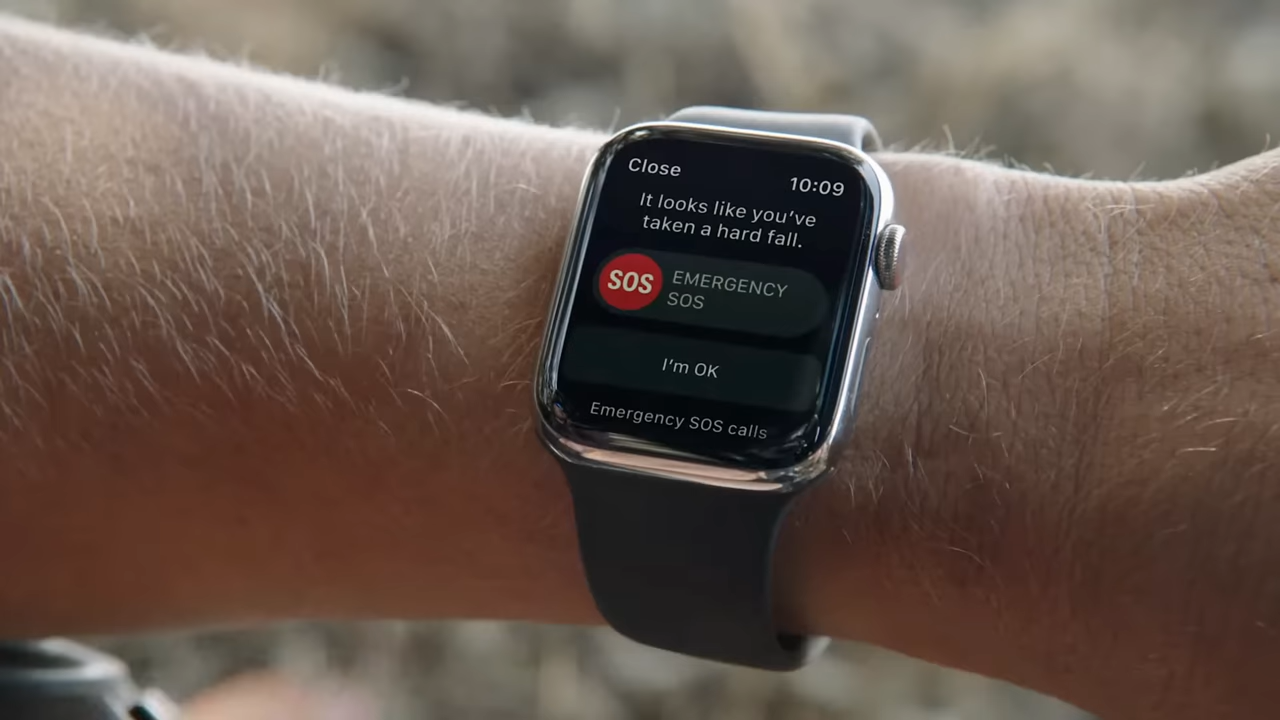 Close
10:09
It looks like you've
taken a hard fall.
SOS
EMERGENCY
SOS
I'm OK
Emergency SOS calls